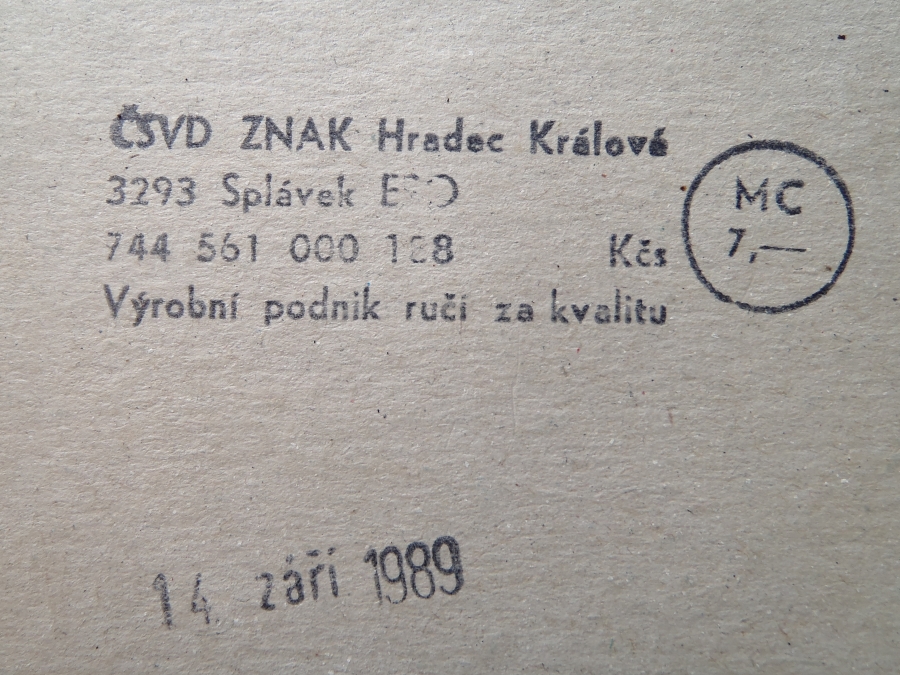 ČSVD ZNAK Hradec Králové
3293 Splávek
744 561 000 Kčs
MC
7,—
Výrobní podnik ručí za kvalitu
14 září 1989